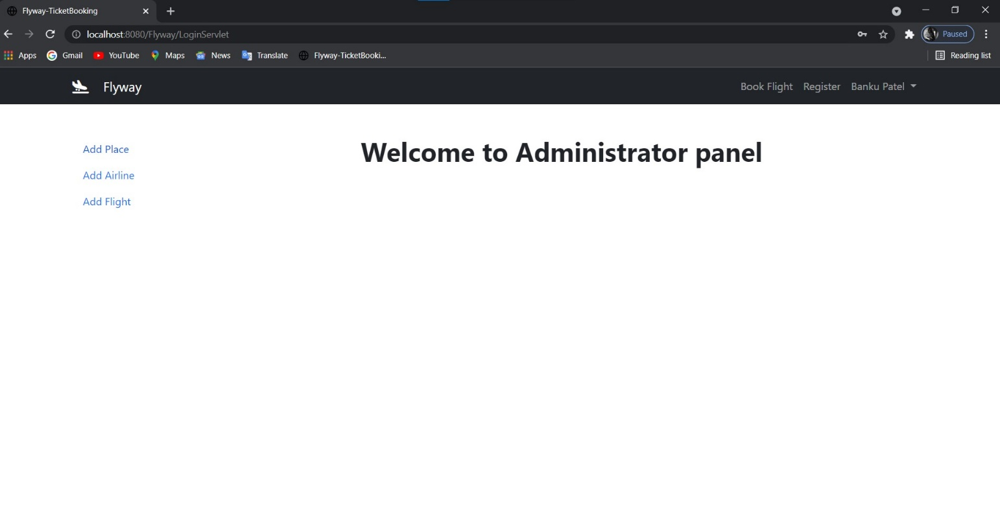 Flyway-TicketBooking
localhost:8080/Flyway/LoginServlet
Paused
Apps Gmail YouTube Maps News Translate Flyway-TicketBooki... Reading list
Flyway Book Flight Register Banku Patel
Add Place
Add Airline
Add Flight
Welcome to Administrator panel